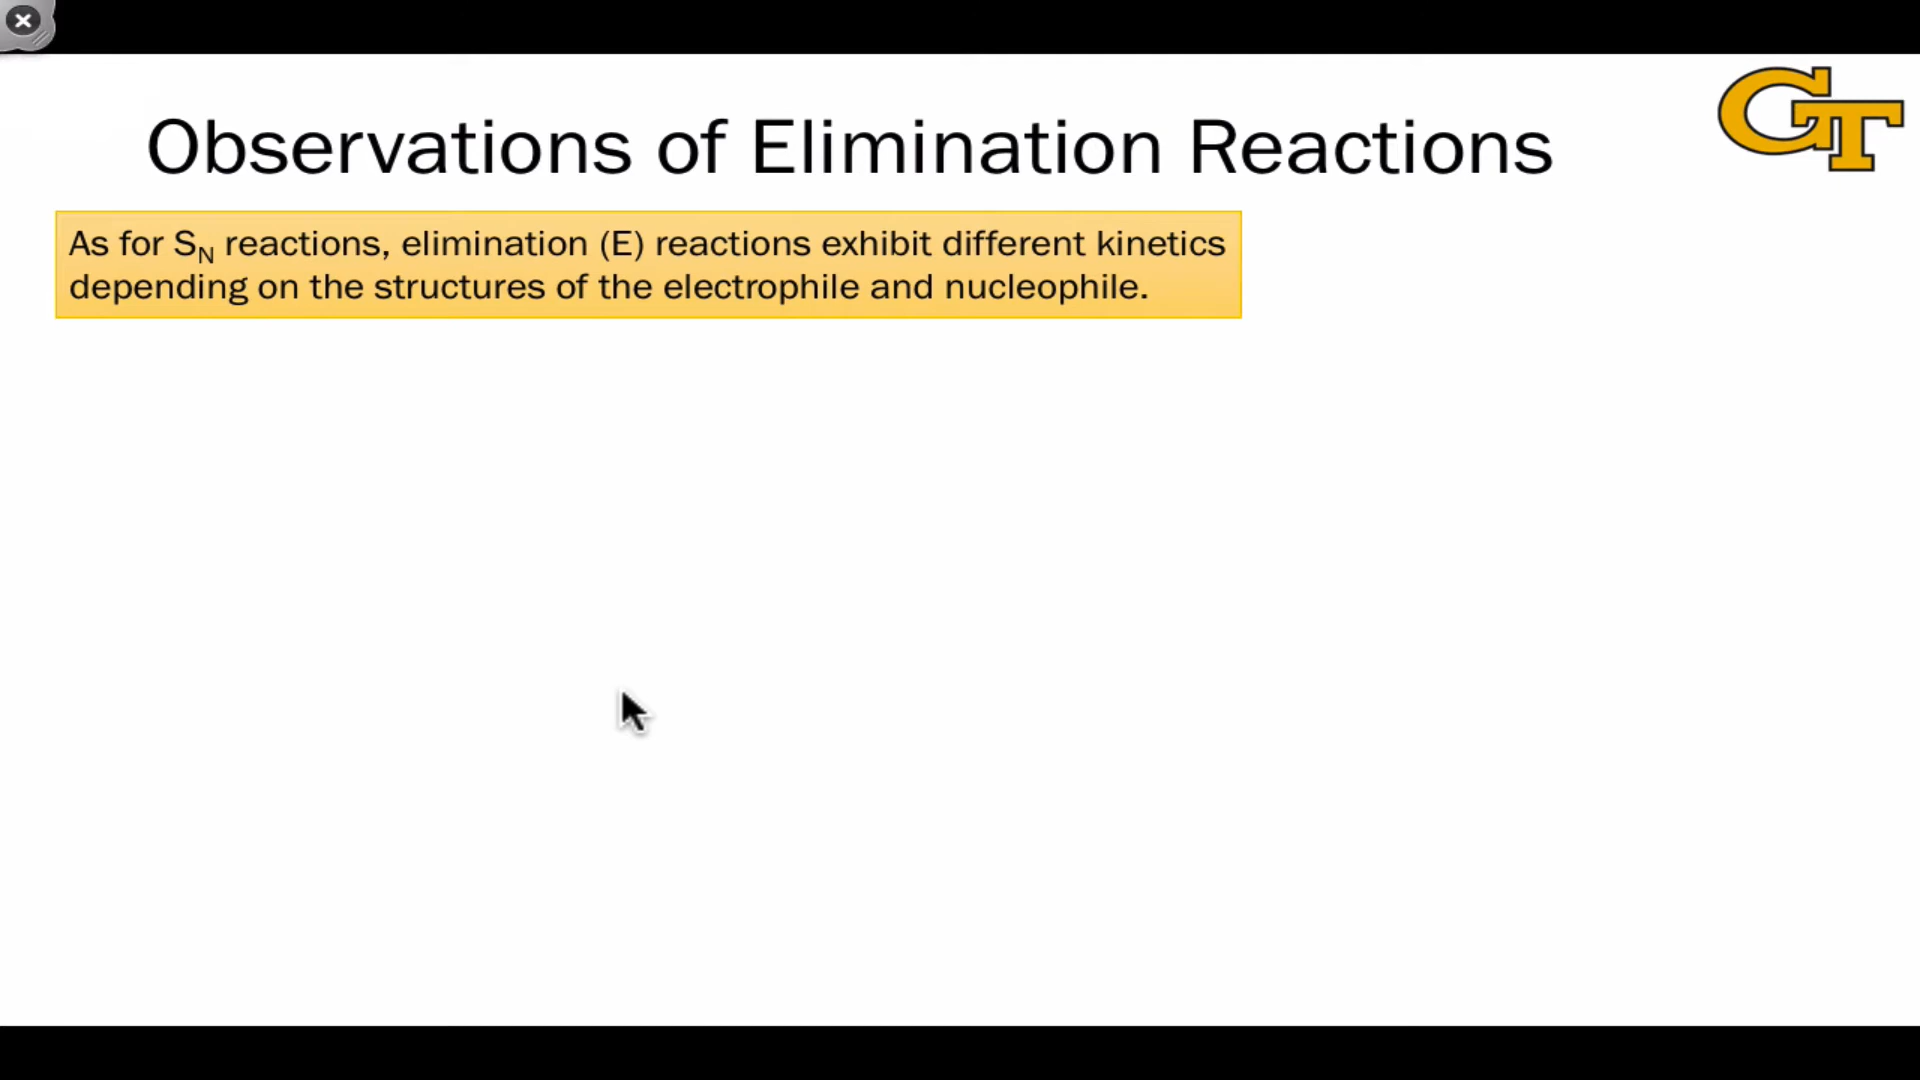 GT
Observations of Elimination Reactions
As for SN reactions, elimination (E) reactions exhibit different kinetics
depending on the structures of the electrophile and nucleophile.